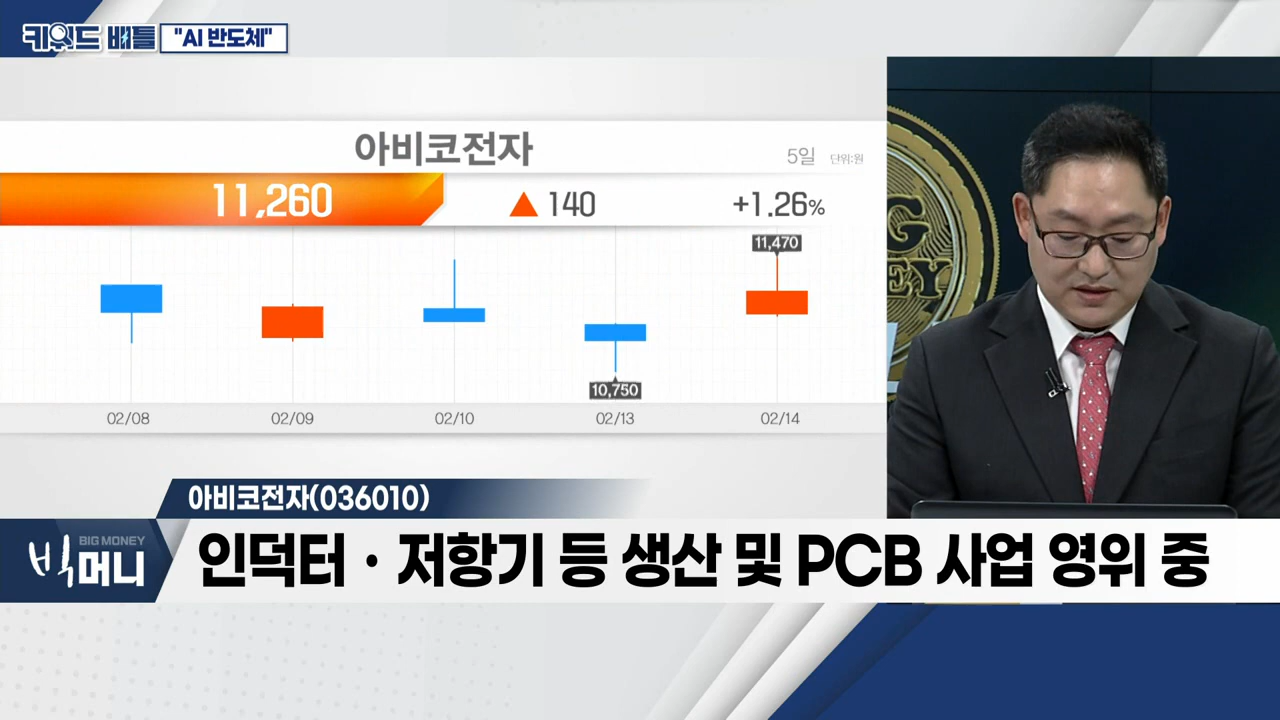 키워드 배틀 "AI 반도체"
아비코전자
5일 단위:원
11,260 ▲ 140 +1.26%
11,470
10,750
02/08 02/09 02/10 02/13 02/14
아비코전자(036010)
BIG MONEY
빅머니
인덕터·저항기 등 생산 및 PCB 사업 영위 중